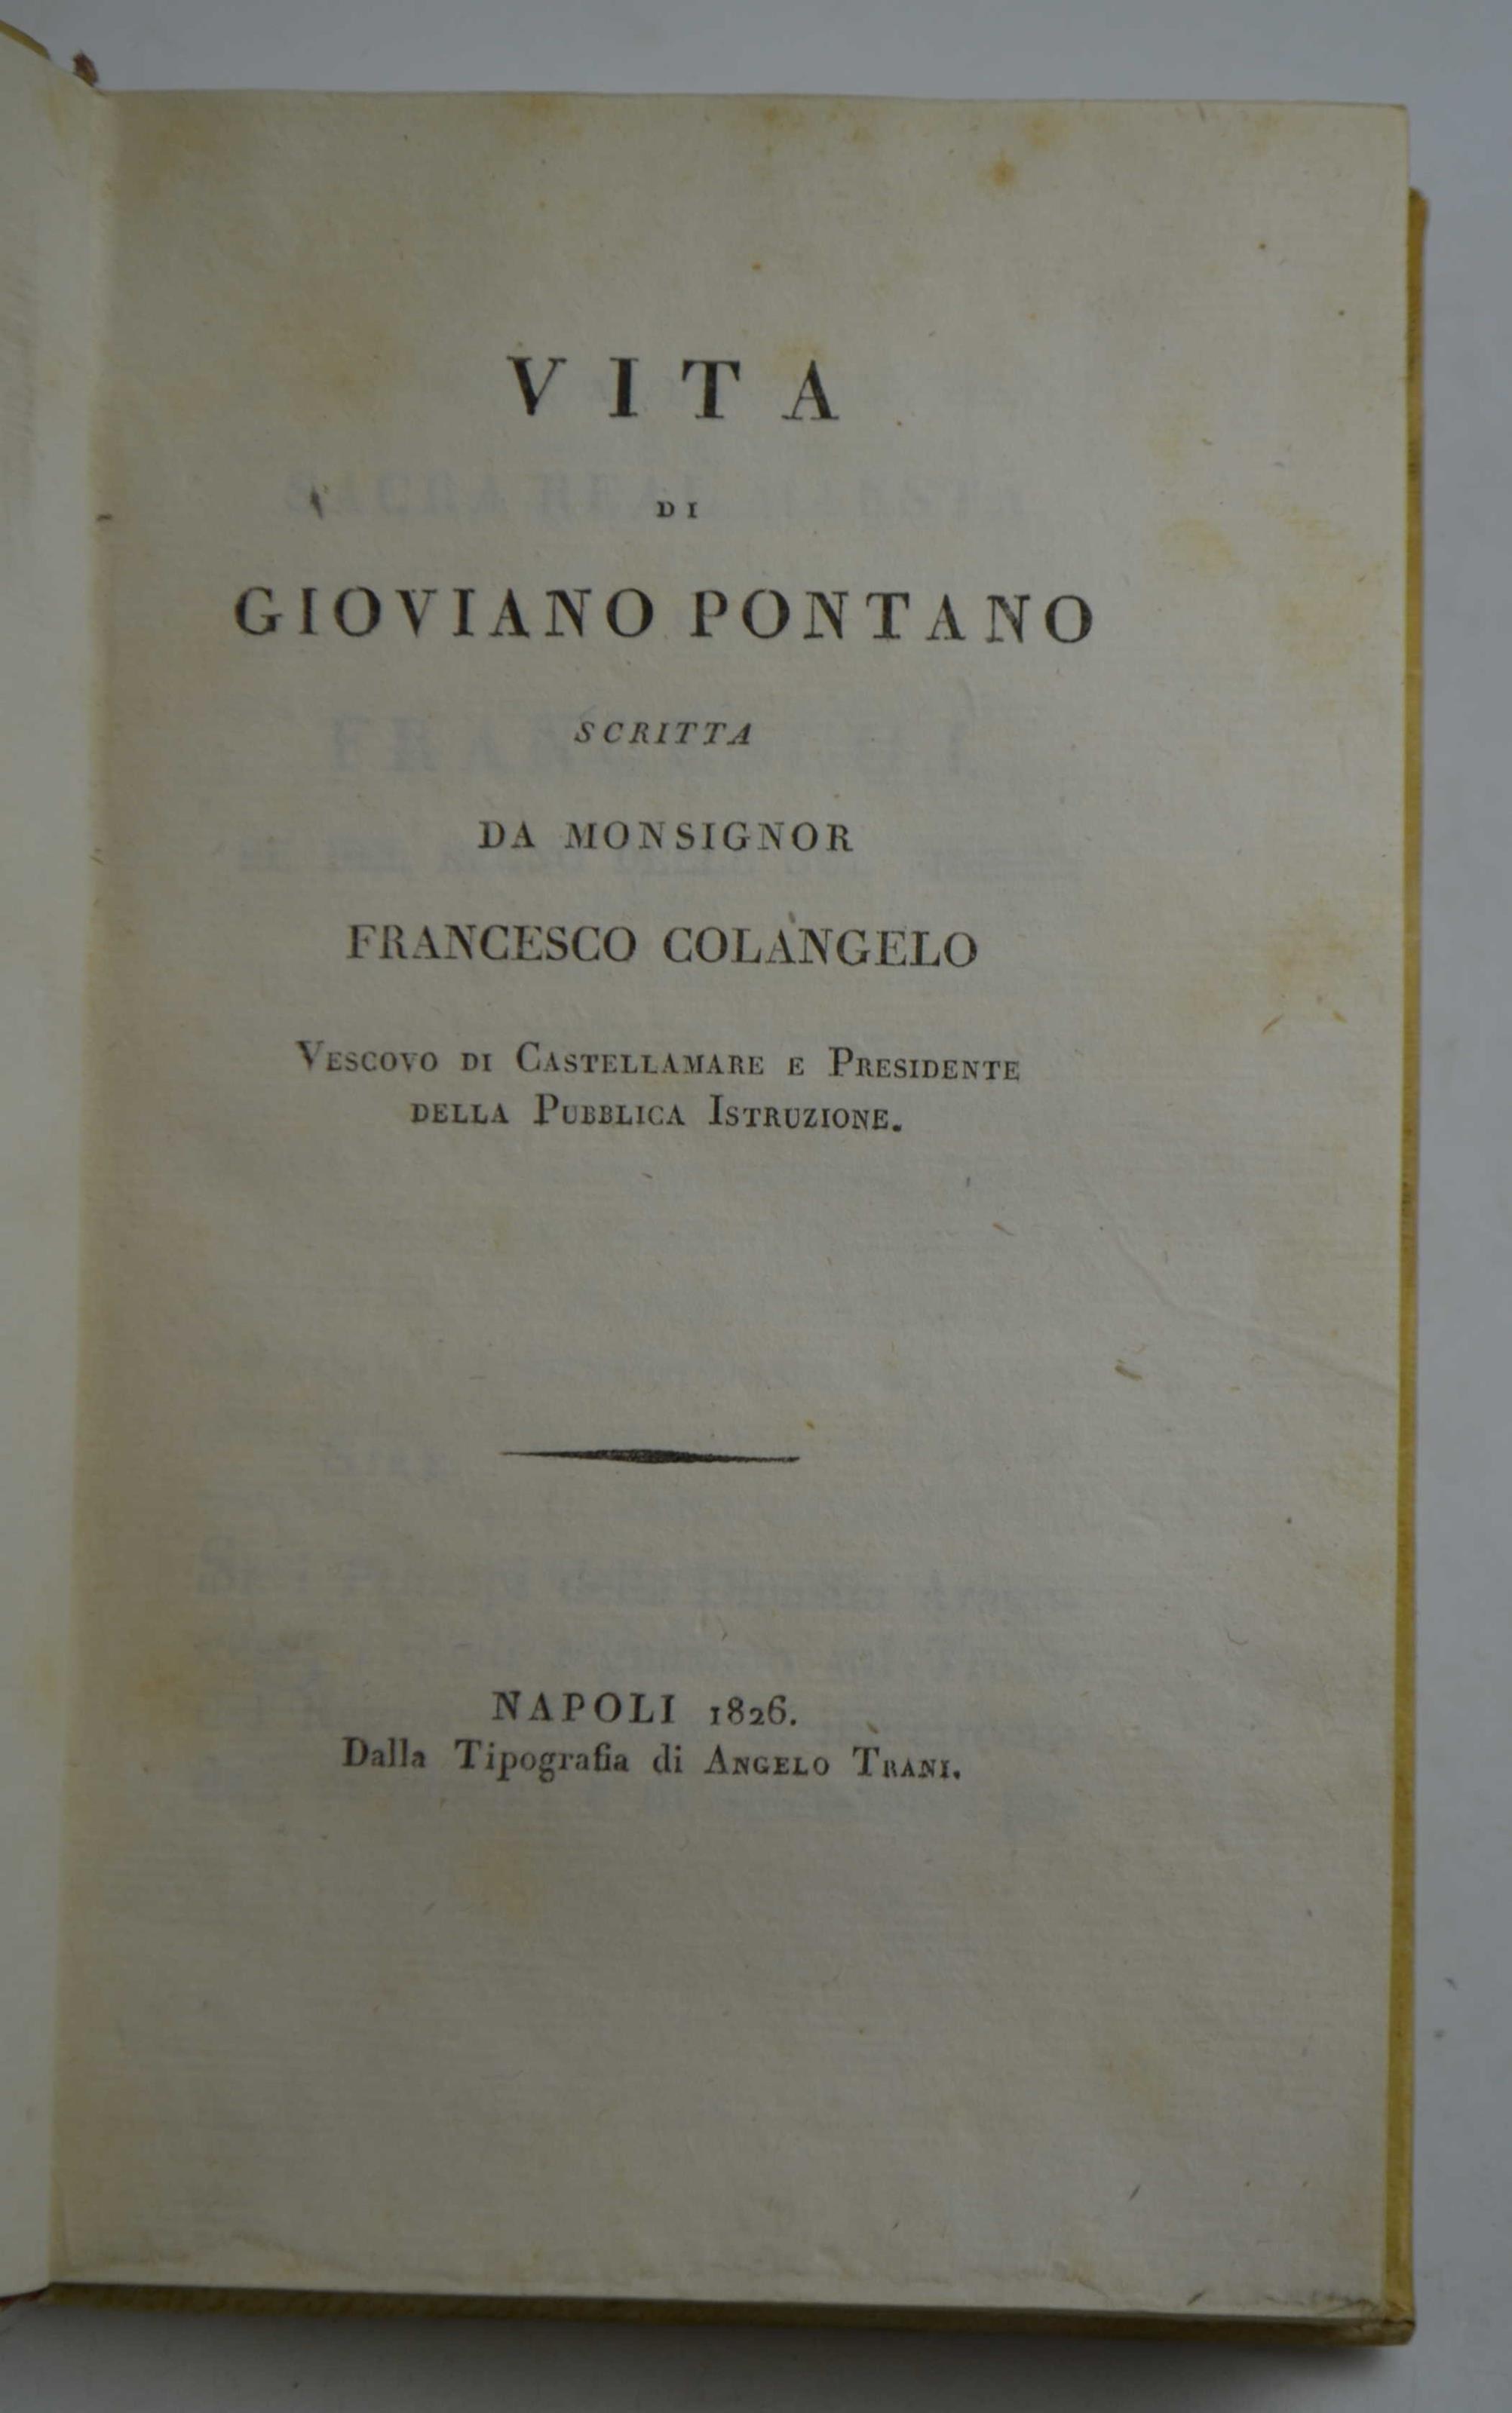 VITA
DI
GIOVIANO PONTANO
SCRITTA
DA MONSIGNOR
FRANCESCO COLANGELO
VESCOVO DI CASTELLAMARE E PRESIDENTE
DELLA PUBBLICA ISTRUZIONE.
NAPOLI 1826.
Dalla Tipografia di ANGELO TRANI.